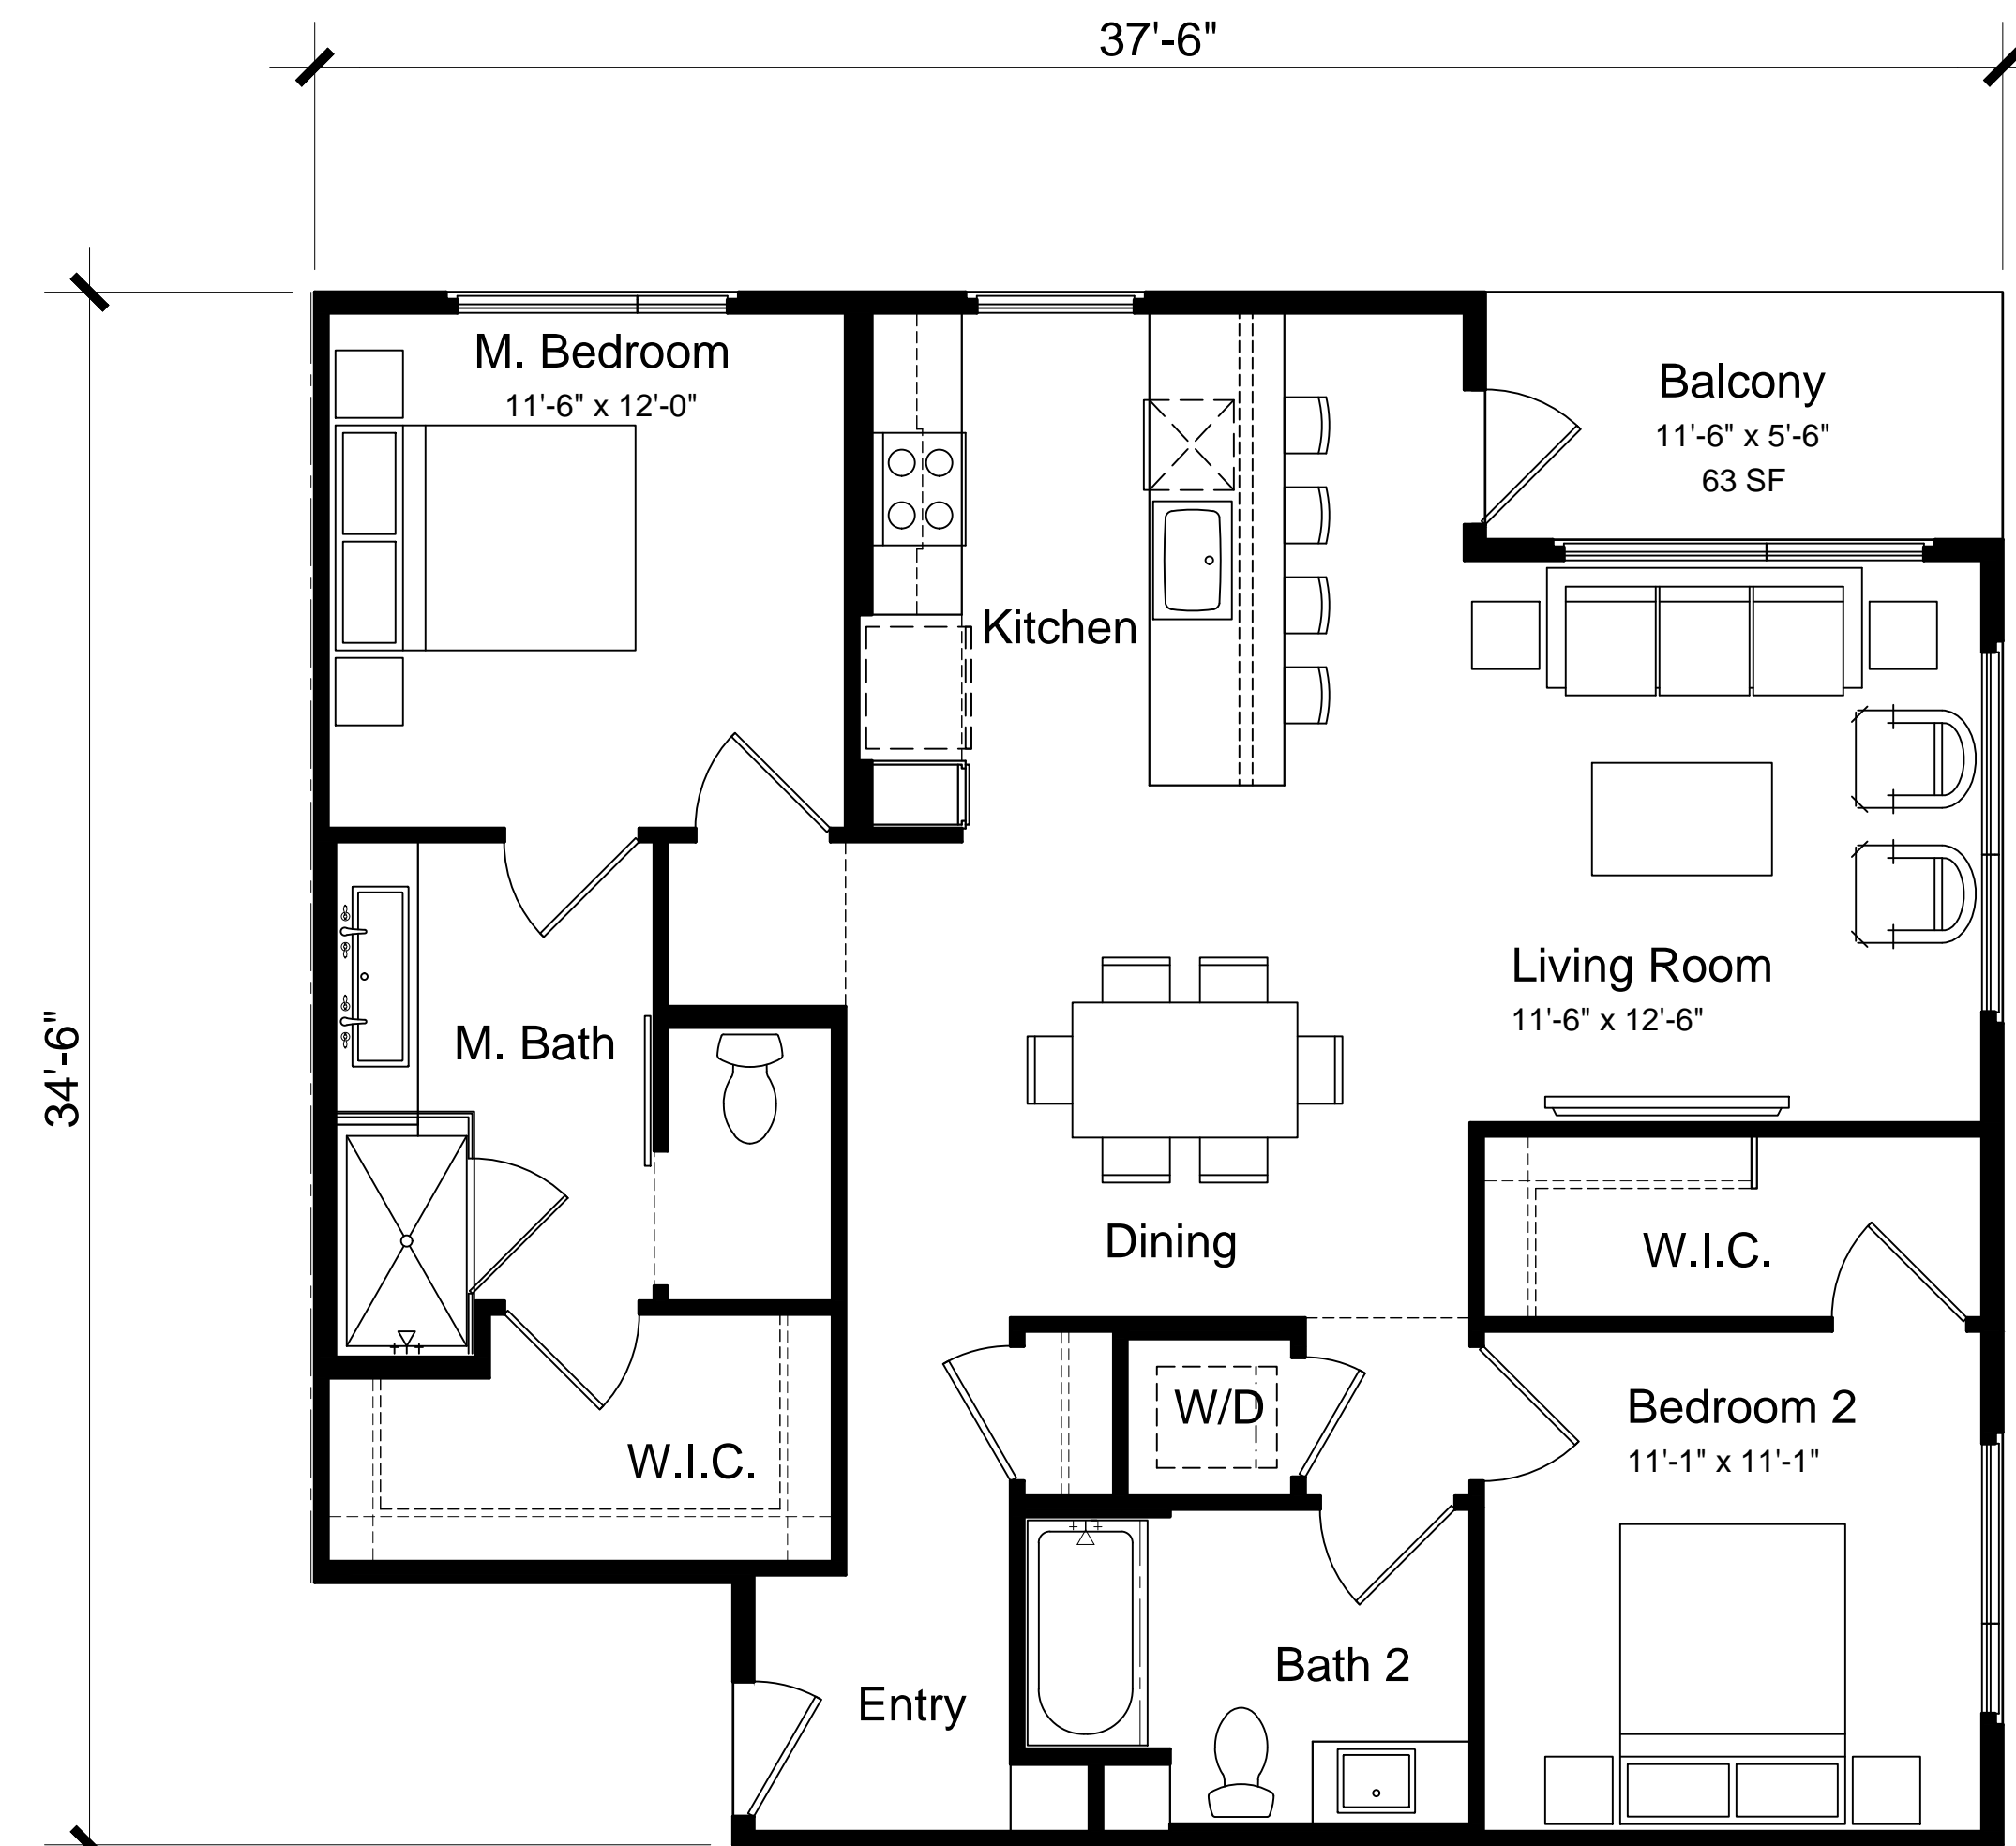 37'-6"
M. Bedroom
11'-6" x 12'-0"
Balcony
11'-6" x 5'-6"
63 SF
Kitchen
Living Room
11'-6" x 12'-6"
34'-6"
M. Bath
Dining
W.I.C.
W/D
Bedroom 2
11'-1" x 11'-1"
W.I.C.
Bath 2
Entry